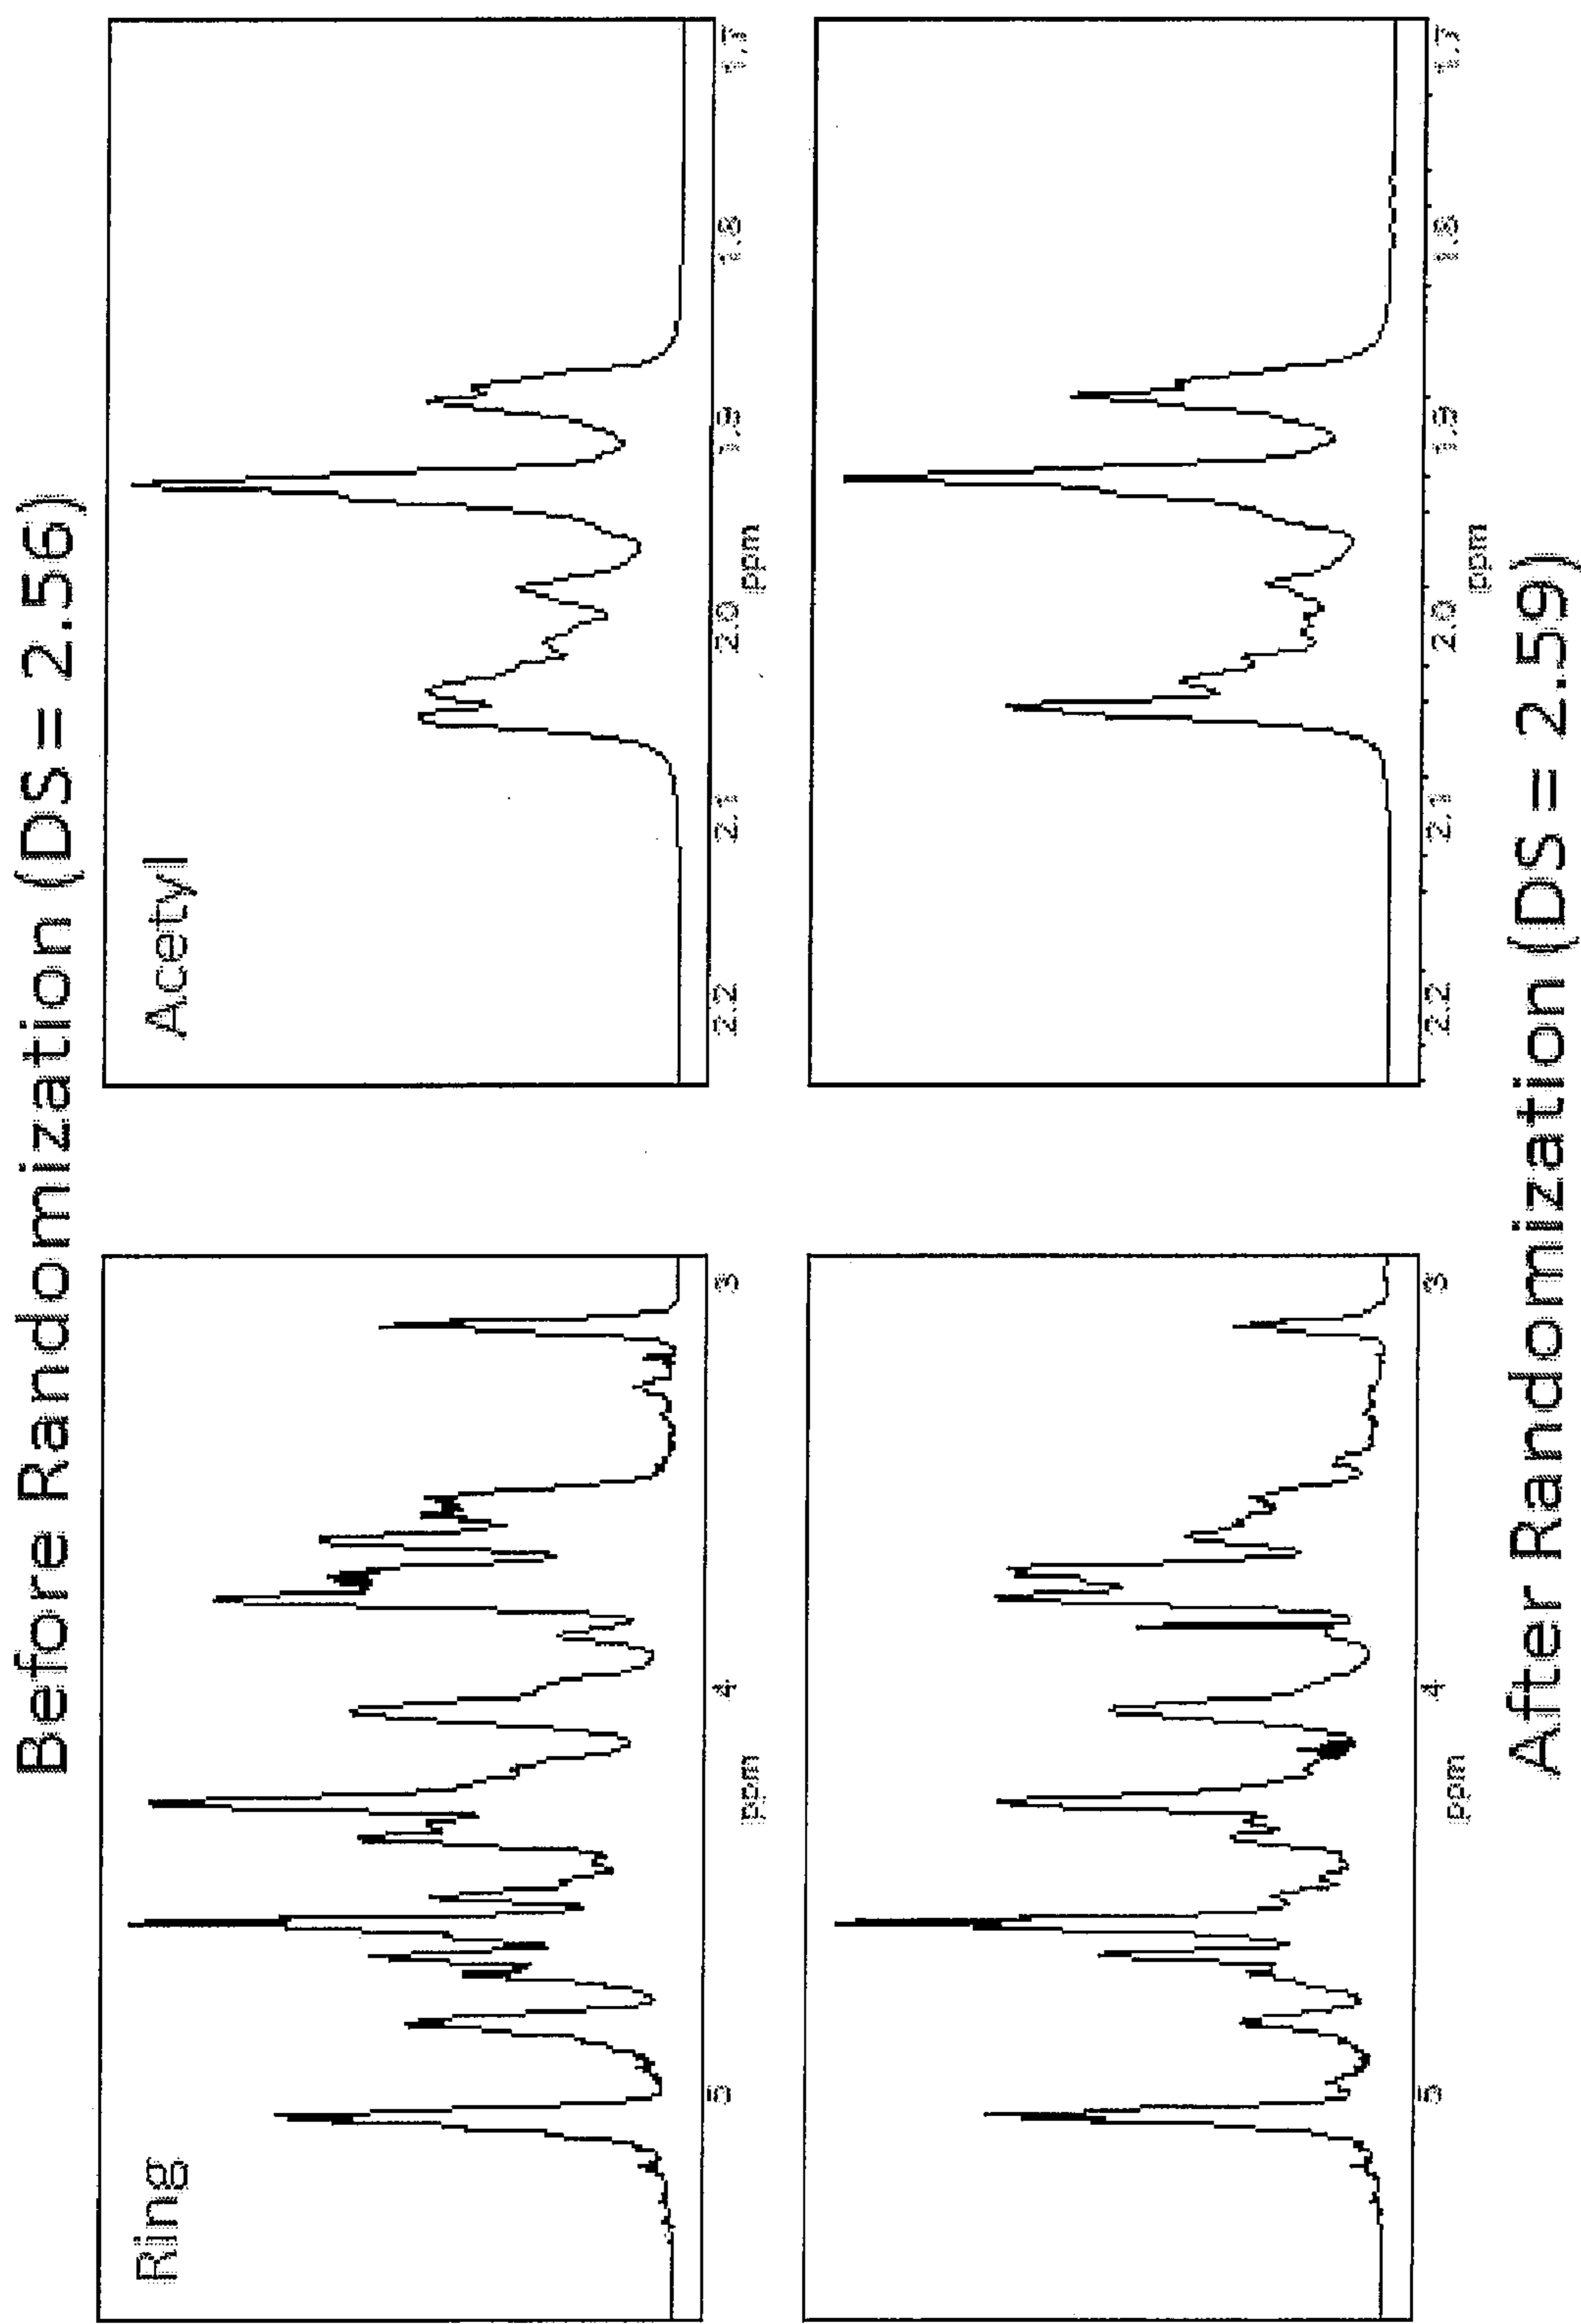 Before Randomization (DS = 2.56)
Ring
Acetyl
5 4 3
ppm
2.2 2.1 2.0 1.9 1.8 1.7
ppm
5 4 3
ppm
2.2 2.1 2.0 1.9 1.8 1.7
ppm
After Randomization (DS = 2.59)